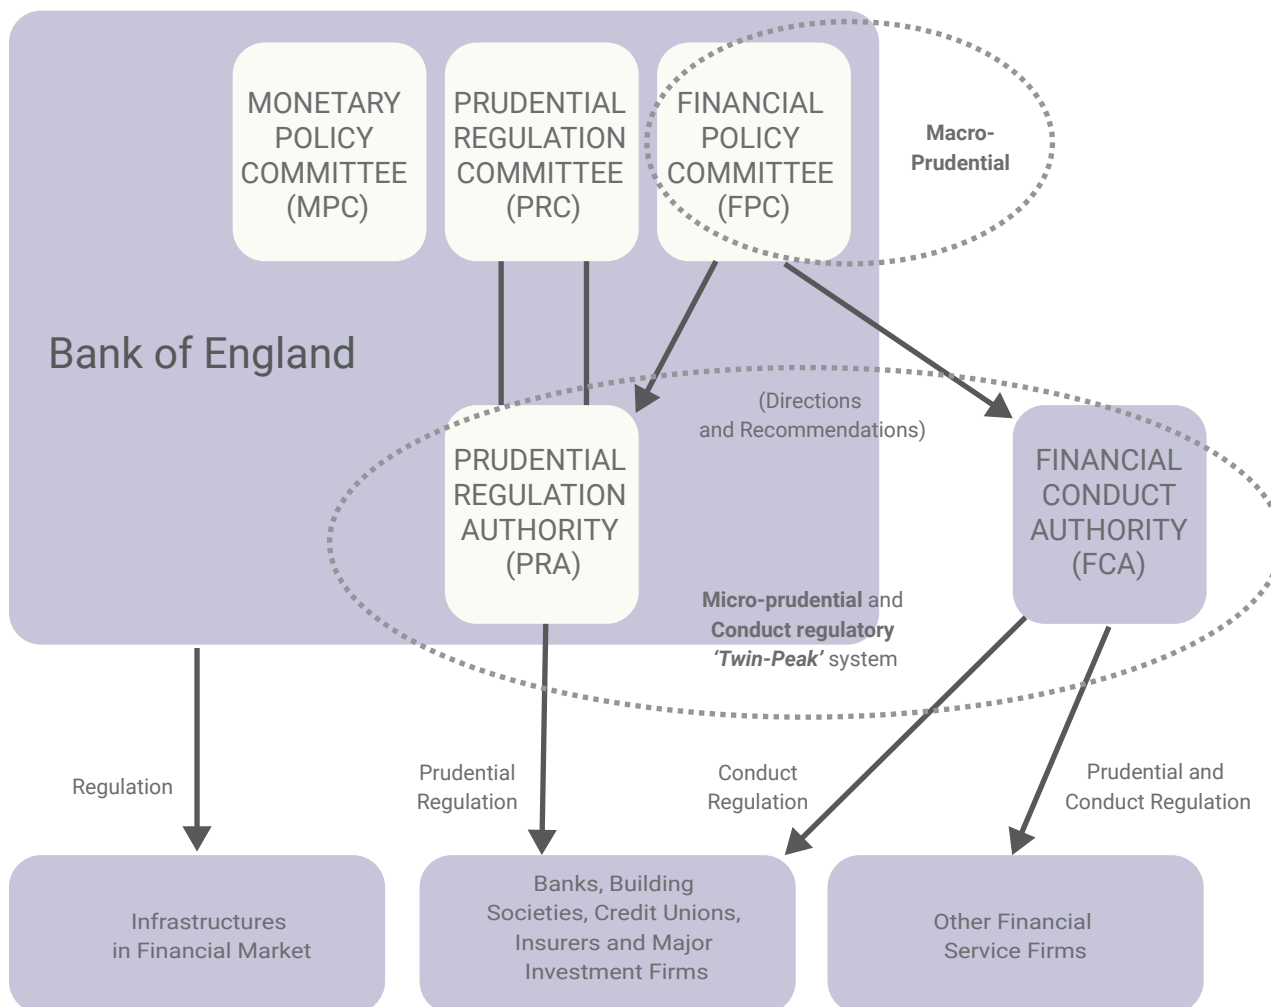 MONETARY
POLICY
COMMITTEE
(MPC)
PRUDENTIAL
REGULATION
COMMITTEE
(PRC)
FINANCIAL
POLICY
COMMITTEE
(FPC)
Macro-
Prudential
Bank of England
(Directions
and Recommendations)
PRUDENTIAL
REGULATION
AUTHORITY
(PRA)
FINANCIAL
CONDUCT
AUTHORITY
(FCA)
Micro-prudential and
Conduct regulatory
‘Twin-Peak’ system
Regulation
Prudential
Regulation
Conduct
Regulation
Prudential and
Conduct Regulation
Infrastructures
in Financial Market
Banks, Building
Societies, Credit Unions,
Insurers and Major
Investment Firms
Other Financial
Service Firms